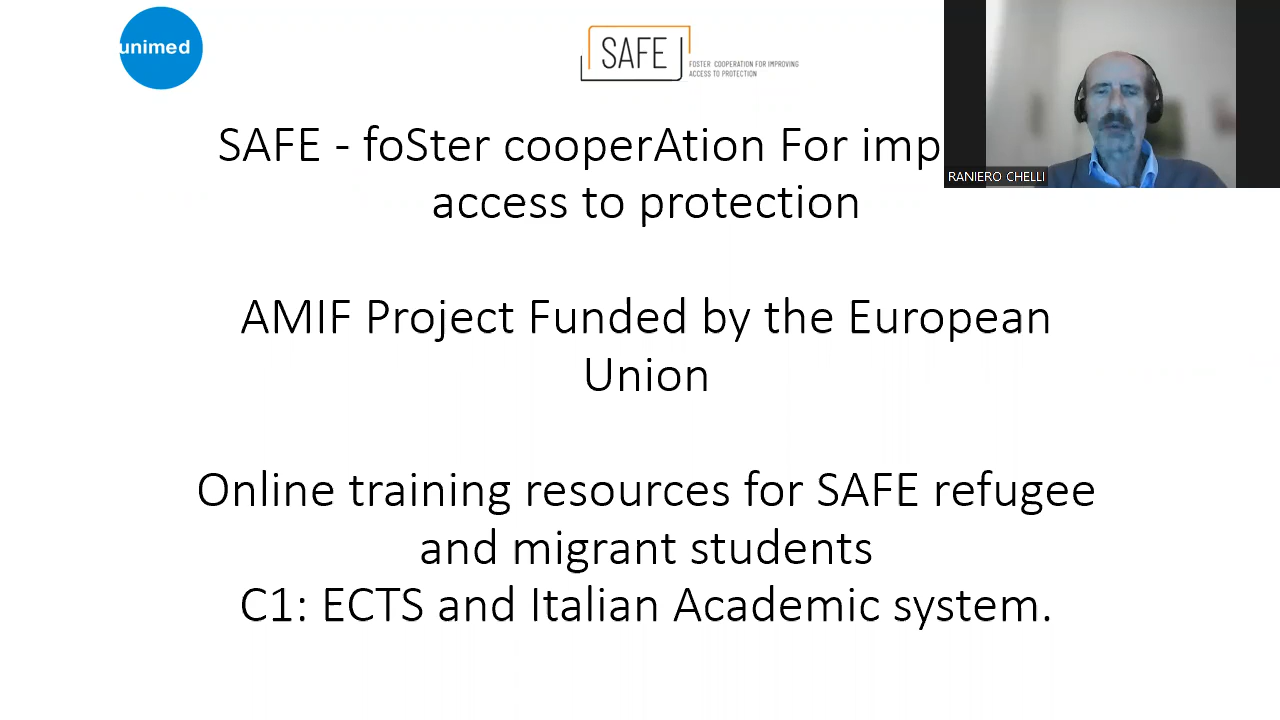 unimed
SAFE
FOSTER COOPERATION FOR IMPROVING
ACCESS TO PROTECTION
RANIERO CHELLI
SAFE - foSter cooperAtion For imp
access to protection
AMIF Project Funded by the European
Union
Online training resources for SAFE refugee
and migrant students
C1: ECTS and Italian Academic system.